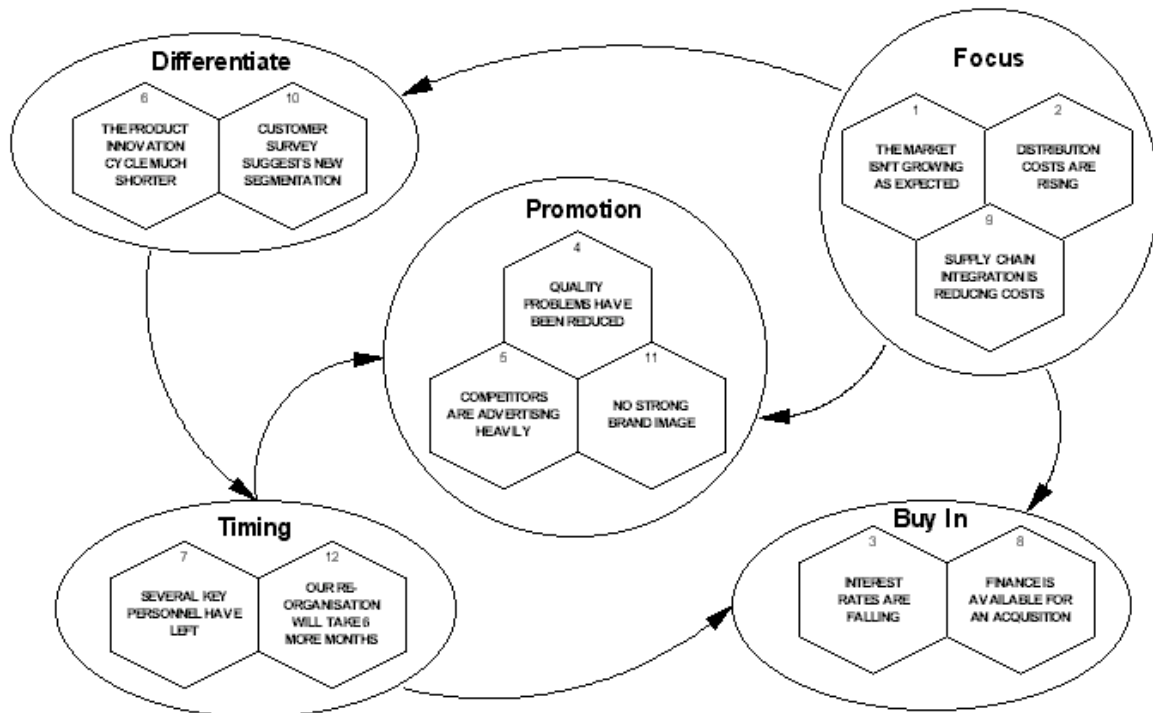 Differentiate
6
THE PRODUCT
INNOVATION
CYCLE MUCH
SHORTER
10
CUSTOMER
SURVEY
SUGGESTS NEW
SEGMENTATION
Focus
1
THE MARKET
ISN'T GROWING
AS EXPECTED
2
DISTRIBUTION
COSTS ARE
RISING
9
SUPPLY CHAIN
INTEGRATION IS
REDUCING COSTS
Promotion
4
QUALITY
PROBLEMS HAVE
BEEN REDUCED
5
COMPETITORS
ARE ADVERTISING
HEAVILY
11
NO STRONG
BRAND IMAGE
Timing
7
SEVERAL KEY
PERSONNEL HAVE
LEFT
12
OUR RE-
ORGANISATION
WILL TAKE 6
MORE MONTHS
Buy In
3
INTEREST
RATES ARE
FALLING
8
FINANCE IS
AVAILABLE FOR
AN ACQUISITION